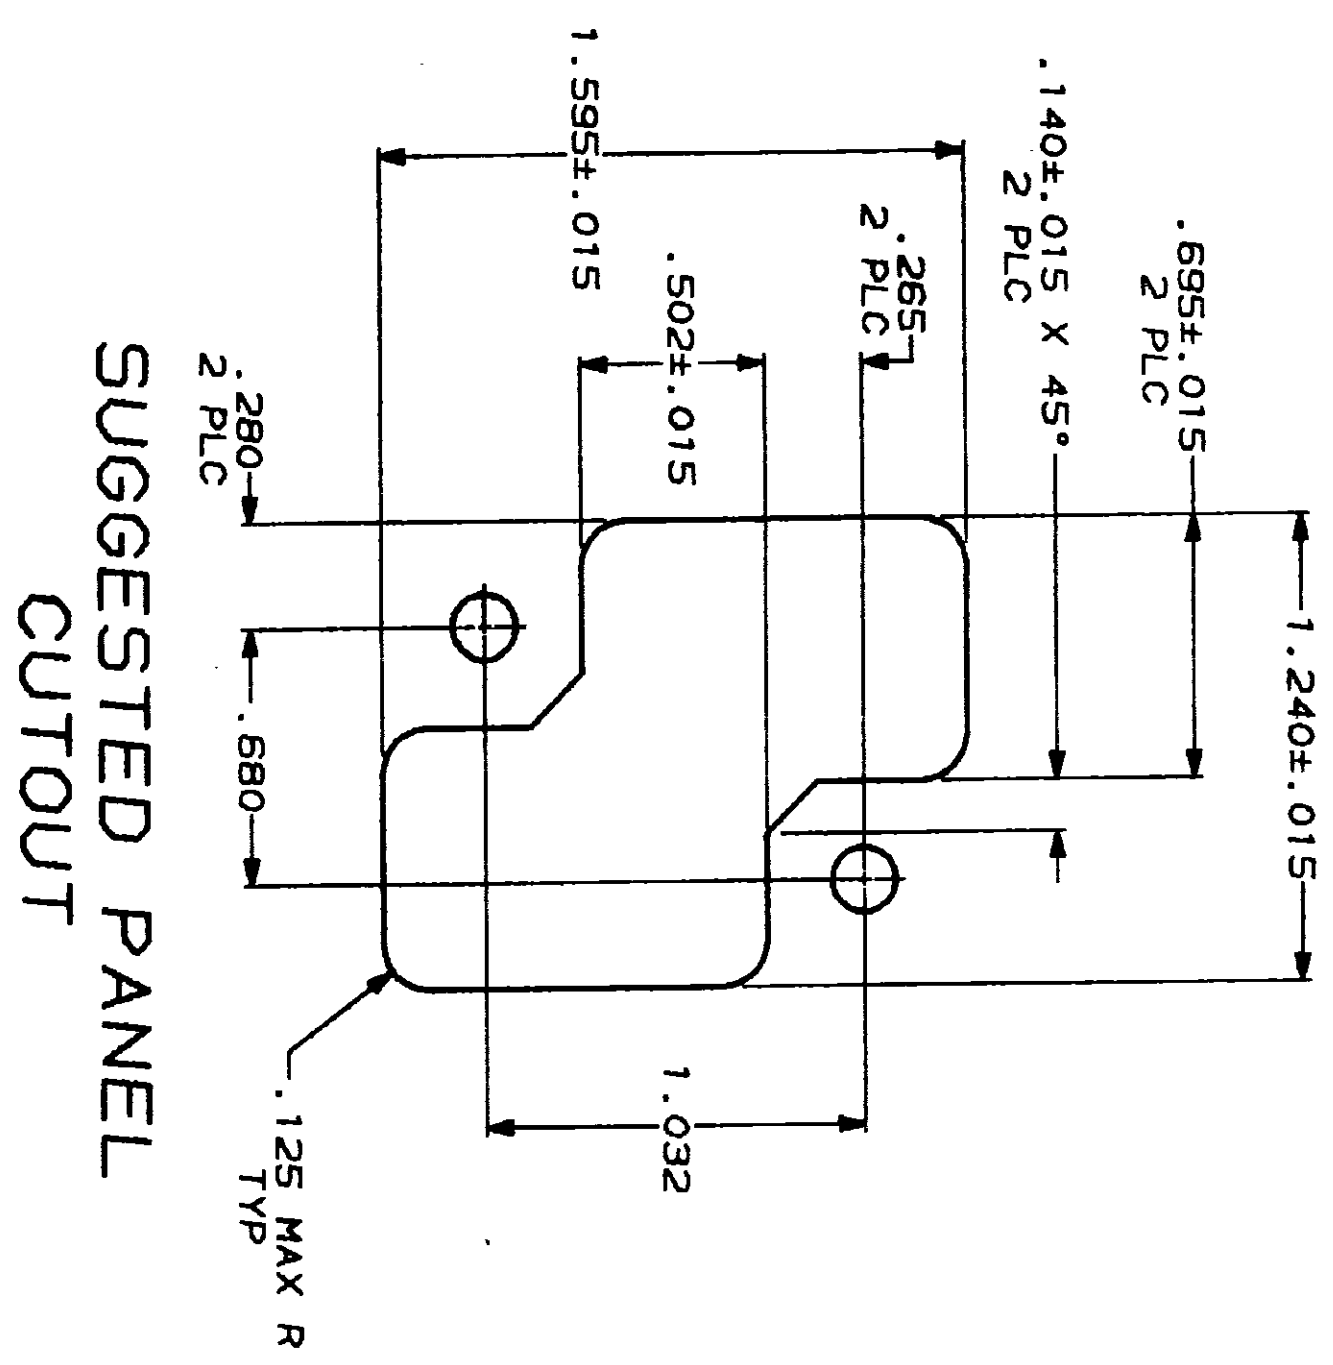 1.240±.015
.695±.015
2 PLC
.140±.015 X 45°
2 PLC
.265
2 PLC
.502±.015
1.595±.015
1.032
.280
2 PLC
.680
.125 MAX R
TYP
SUGGESTED PANEL
CUTOUT